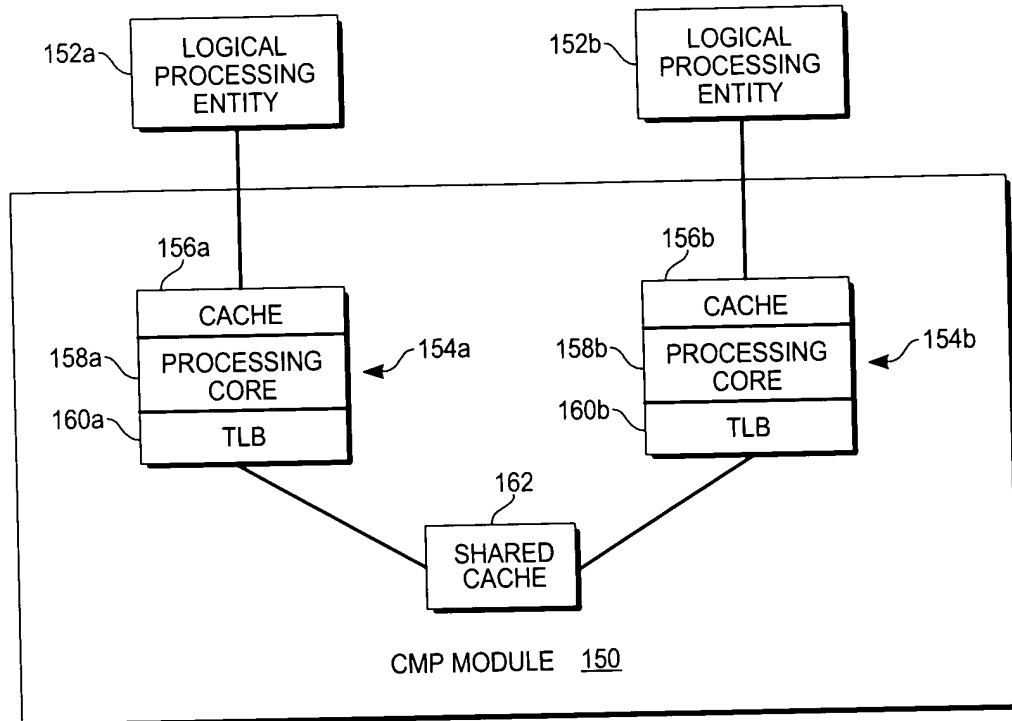 152a
LOGICAL
PROCESSING
ENTITY
152b
LOGICAL
PROCESSING
ENTITY
156a
CACHE
158a
PROCESSING
CORE
154a
160a
TLB
156b
CACHE
158b
PROCESSING
CORE
154b
160b
TLB
162
SHARED
CACHE
CMP MODULE 150